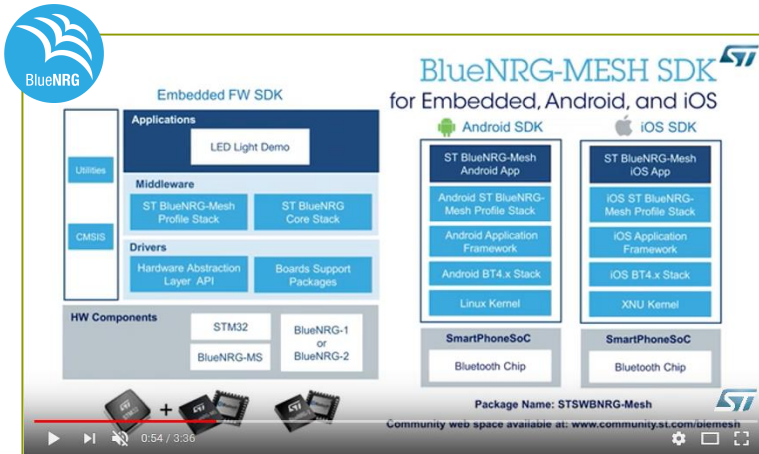 BlueNRG
BlueNRG-MESH SDK
for Embedded, Android, and iOS
Embedded FW SDK
Utilities
CMSIS
Applications
LED Light Demo
Middleware
ST BlueNRG-Mesh
Profile Stack
ST BlueNRG
Core Stack
Drivers
Hardware Abstraction
Layer API
Boards Support
Packages
HW Components
STM32
BlueNRG-MS
BlueNRG-1
or
BlueNRG-2
+
Android SDK
ST BlueNRG-Mesh
Android App
Android ST BlueNRG-
Mesh Profile Stack
Android Application
Framework
Android BT4.x Stack
Linux Kernel
SmartPhoneSoC
Bluetooth Chip
iOS SDK
ST BlueNRG-Mesh
iOS App
iOS ST BlueNRG-
Mesh Profile Stack
iOS Application
Framework
iOS BT4.x Stack
XNU Kernel
SmartPhoneSoC
Bluetooth Chip
Package Name: STSWBNRG-Mesh
Community web space available at: www.community.st.com/blemesh
0:54 / 3:36